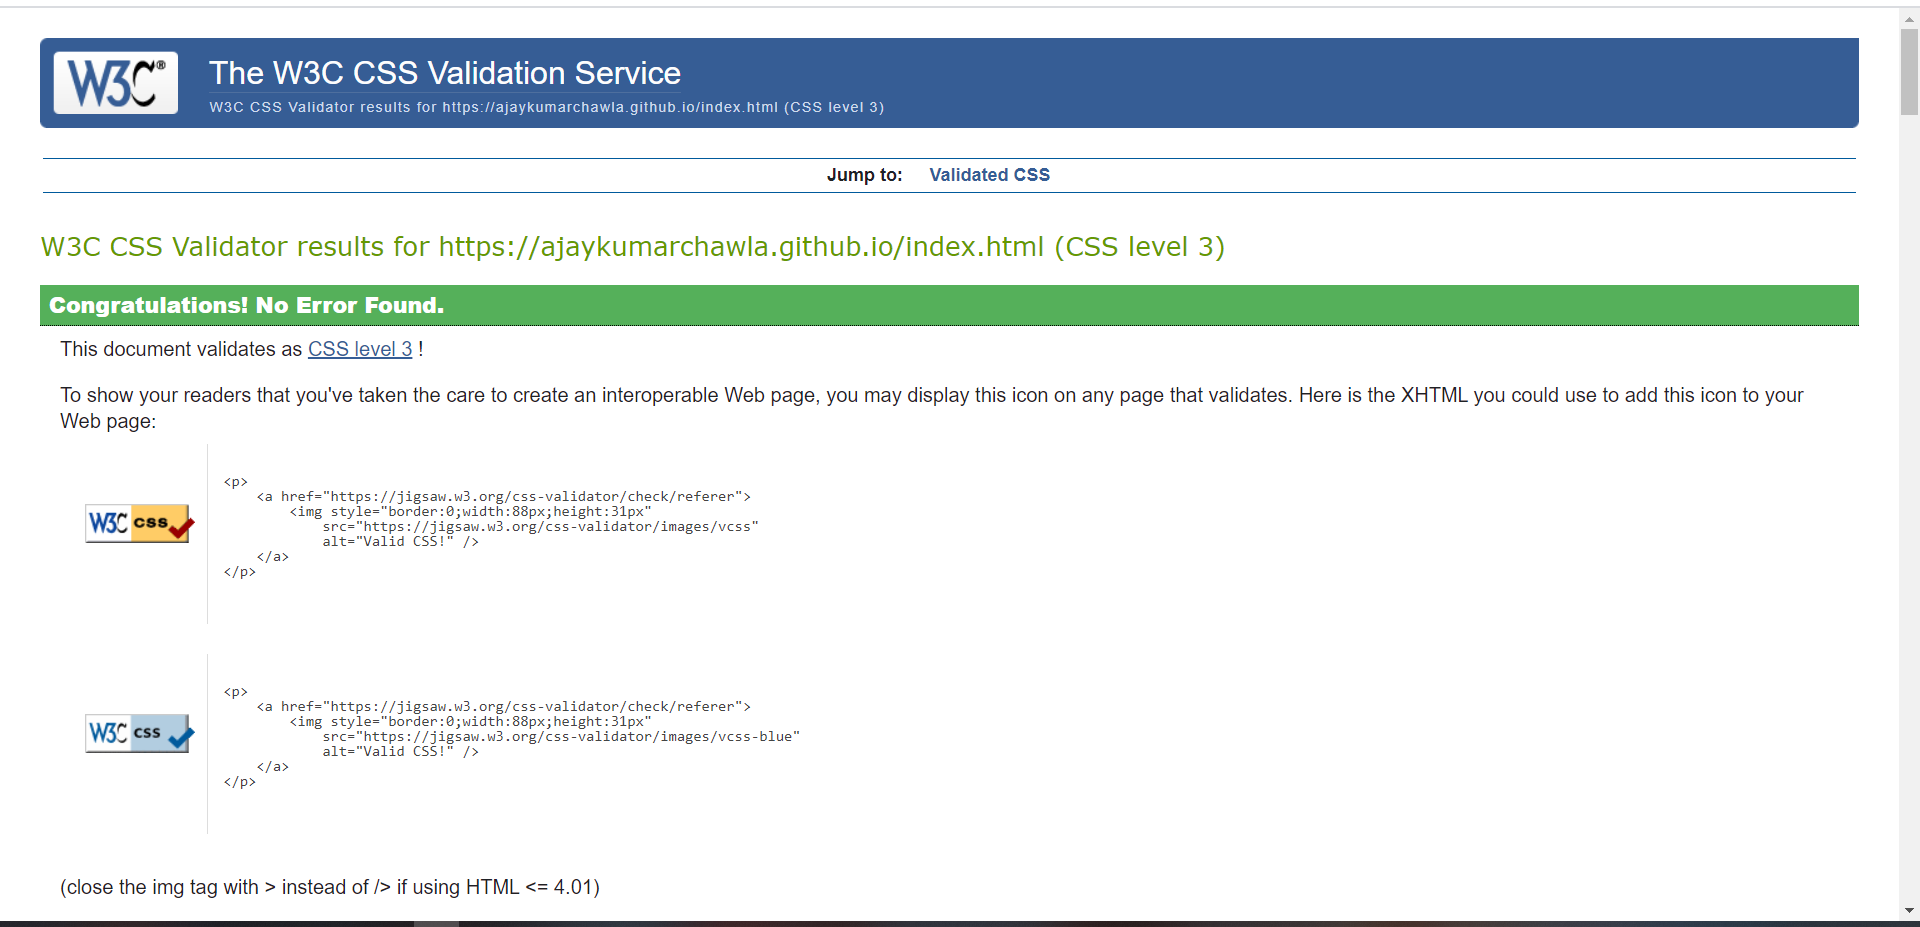 W3C®
The W3C CSS Validation Service
W3C CSS Validator results for https://ajaykumarchawla.github.io/index.html (CSS level 3)
Jump to: Validated CSS
W3C CSS Validator results for https://ajaykumarchawla.github.io/index.html (CSS level 3)
Congratulations! No Error Found.
This document validates as CSS level 3 !
To show your readers that you've taken the care to create an interoperable Web page, you may display this icon on any page that validates. Here is the XHTML you could use to add this icon to your
Web page:
W3C css
<p>
    <a href="https://jigsaw.w3.org/css-validator/check/referer">
        <img style="border:0;width:88px;height:31px"
            src="https://jigsaw.w3.org/css-validator/images/vcss"
            alt="Valid CSS!" />
    </a>
</p>
W3C css
<p>
    <a href="https://jigsaw.w3.org/css-validator/check/referer">
        <img style="border:0;width:88px;height:31px"
            src="https://jigsaw.w3.org/css-validator/images/vcss-blue"
            alt="Valid CSS!" />
    </a>
</p>
(close the img tag with > instead of /> if using HTML <= 4.01)